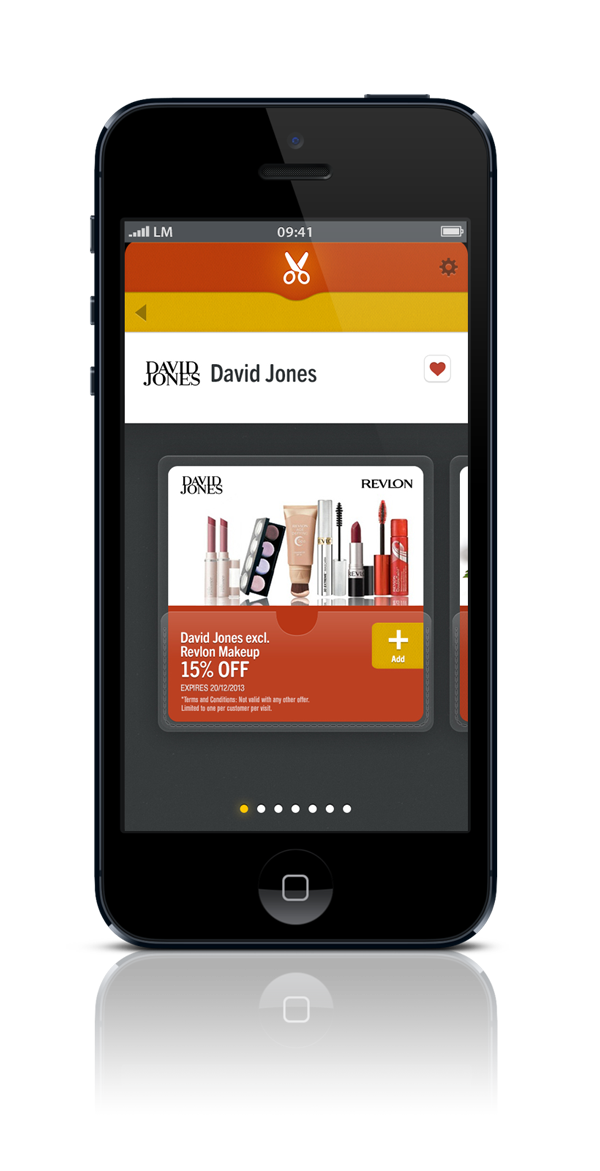 LM 09:41
DAVID
JONES
David Jones
DAVID
JONES
REVLON
David Jones excl.
Revlon Makeup
15% OFF
EXPIRES 20/12/2013
*Terms and Conditions: Not valid with any other offer.
Limited to one per customer per visit.
Add